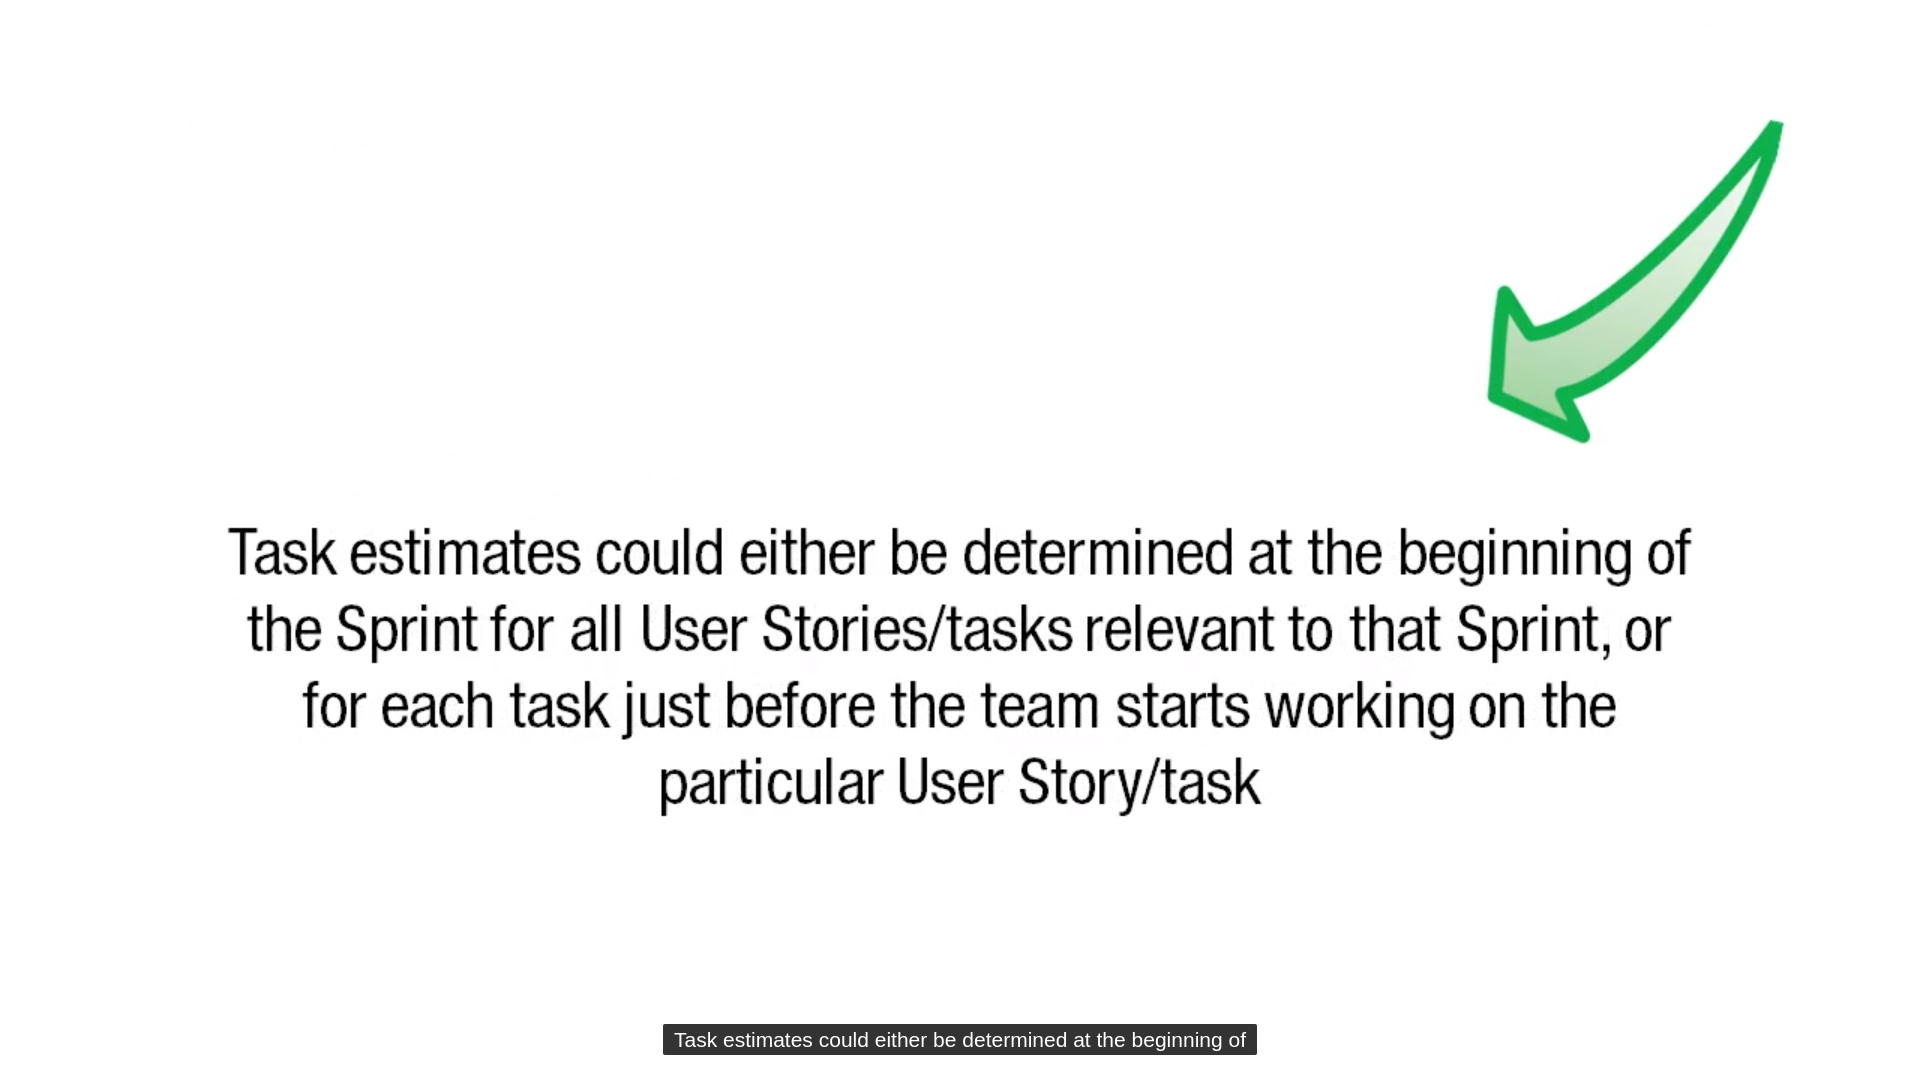 Task estimates could either be determined at the beginning of
the Sprint for all User Stories/tasks relevant to that Sprint, or
for each task just before the team starts working on the
particular User Story/task
Task estimates could either be determined at the beginning of